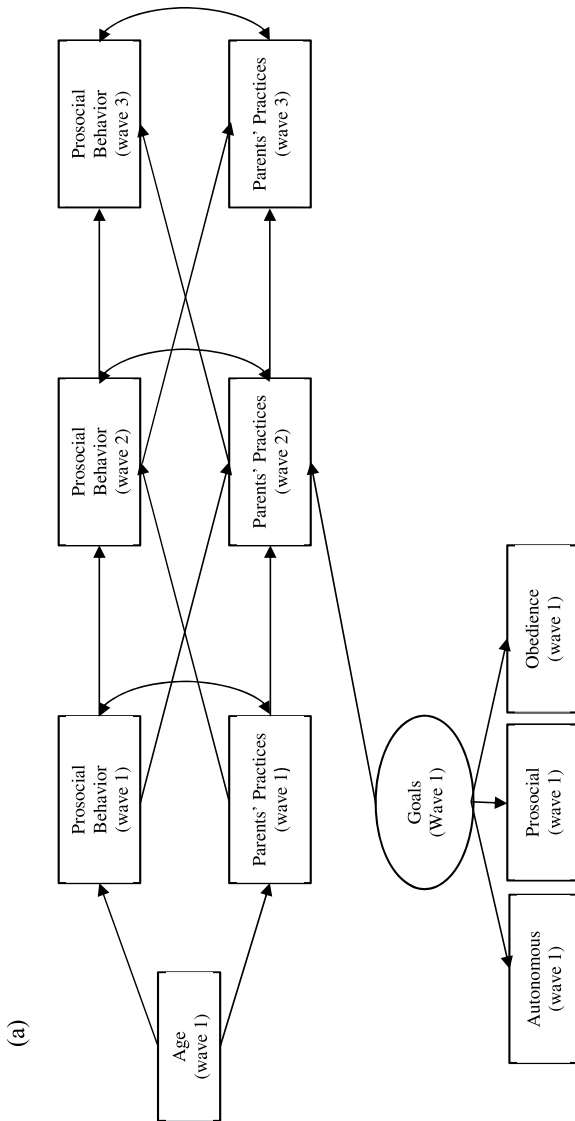 (a)
Age
(wave 1)
Prosocial
Behavior
(wave 1)
Prosocial
Behavior
(wave 2)
Prosocial
Behavior
(wave 3)
Parents’ Practices
(wave 1)
Parents’ Practices
(wave 2)
Parents’ Practices
(wave 3)
Goals
(Wave 1)
Autonomous
(wave 1)
Prosocial
(wave 1)
Obedience
(wave 1)